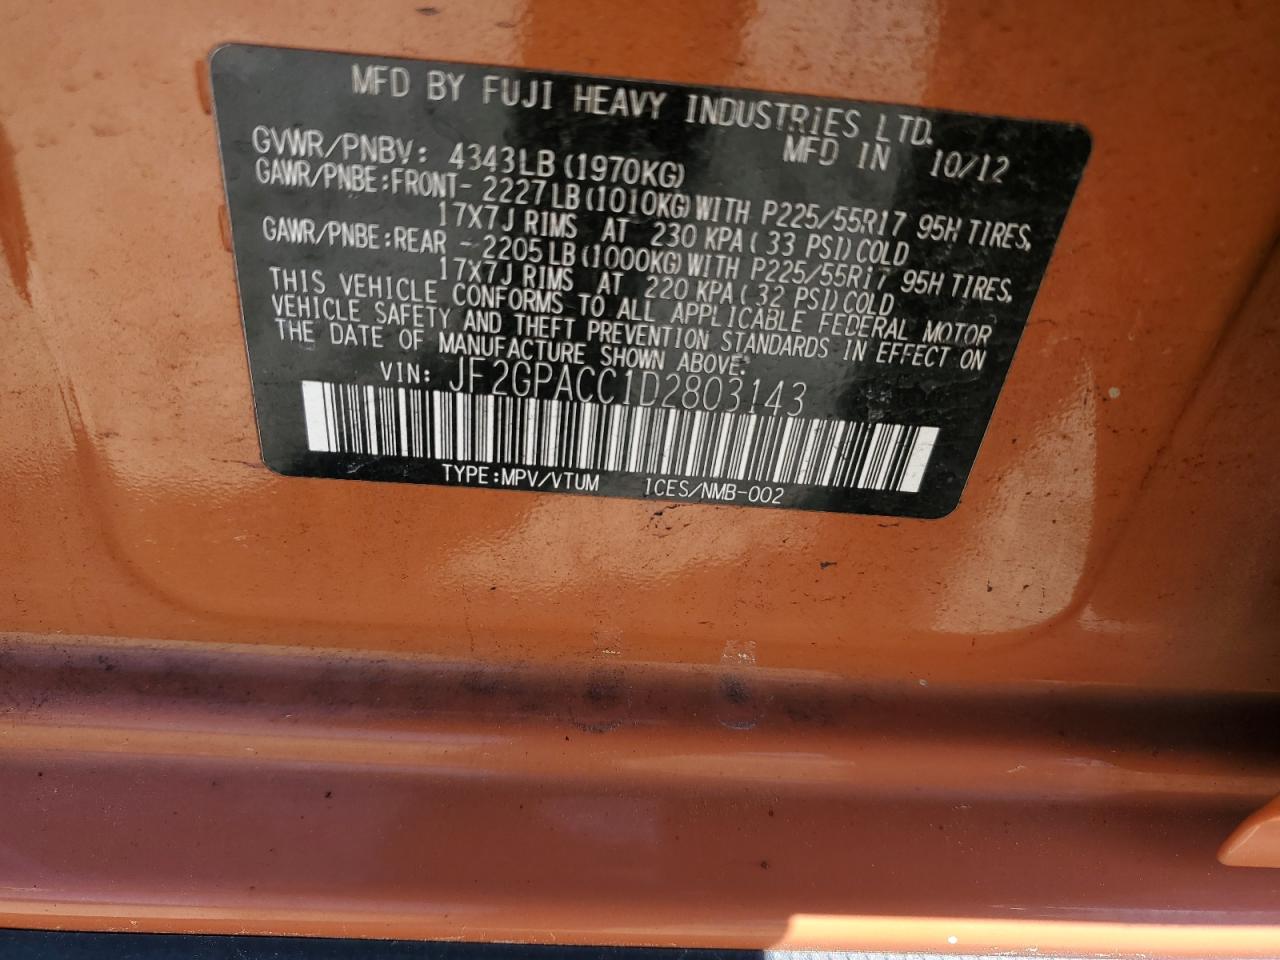 MFD BY FUJI HEAVY INDUSTRIES LTD.
MFD IN 10/12
GVWR/PNBV: 4343LB (1970KG)
GAWR/PNBE:FRONT- 2227LB (1010KG) WITH P225/55R17 95H TIRES,
17X7J RIMS AT 230 KPA ( 33 PSI) COLD
GAWR/PNBE:REAR - 2205LB (1000KG) WITH P225/55R17 95H TIRES,
17X7J RIMS AT 220 KPA ( 32 PSI) COLD
THIS VEHICLE CONFORMS TO ALL APPLICABLE FEDERAL MOTOR
VEHICLE SAFETY AND THEFT PREVENTION STANDARDS IN EFFECT ON
THE DATE OF MANUFACTURE SHOWN ABOVE:
VIN: JF2GPACC1D2803143
TYPE:MPV/VTUM 1CES/NMB-002